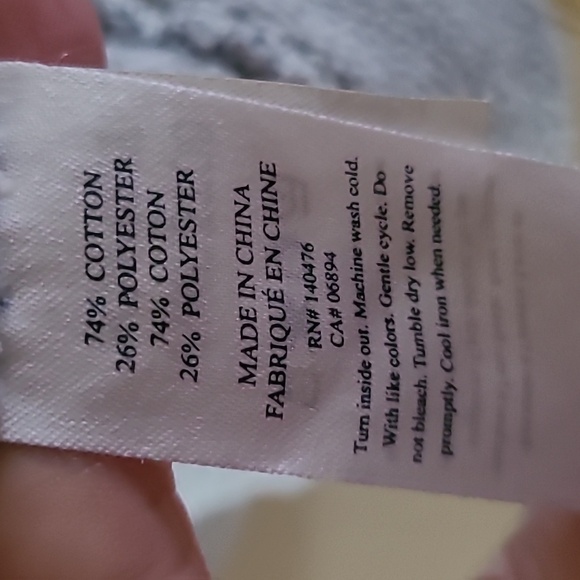 74% COTTON
26% POLYESTER
74% COTON
26% POLYESTER
MADE IN CHINA
FABRIQUÉ EN CHINE
RN# 140476
CA# 06894
Turn inside out. Machine wash cold.
With like colors. Gentle cycle. Do
not bleach. Tumble dry low. Remove
promptly. Cool iron when needed.